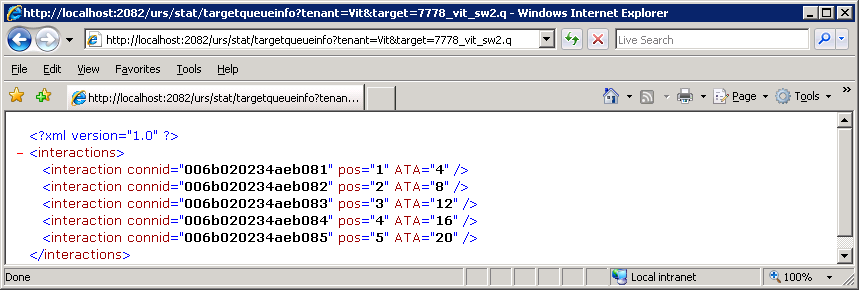 http://localhost:2082/urs/stat/targetqueueinfo?tenant=Vit&target=7778_vit_sw2.q - Windows Internet Explorer
http://localhost:2082/urs/stat/targetqueueinfo?tenant=Vit&target=7778_vit_sw2.q Live Search
File Edit View Favorites Tools Help
http://localhost:2082/urs/stat/targetqueueinfo?tenan... Page Tools »
<?xml version="1.0" ?>
- <interactions>
<interaction connid="006b020234aeb081" pos="1" ATA="4" />
<interaction connid="006b020234aeb082" pos="2" ATA="8" />
<interaction connid="006b020234aeb083" pos="3" ATA="12" />
<interaction connid="006b020234aeb084" pos="4" ATA="16" />
<interaction connid="006b020234aeb085" pos="5" ATA="20" />
</interactions>
Done Local intranet 100%